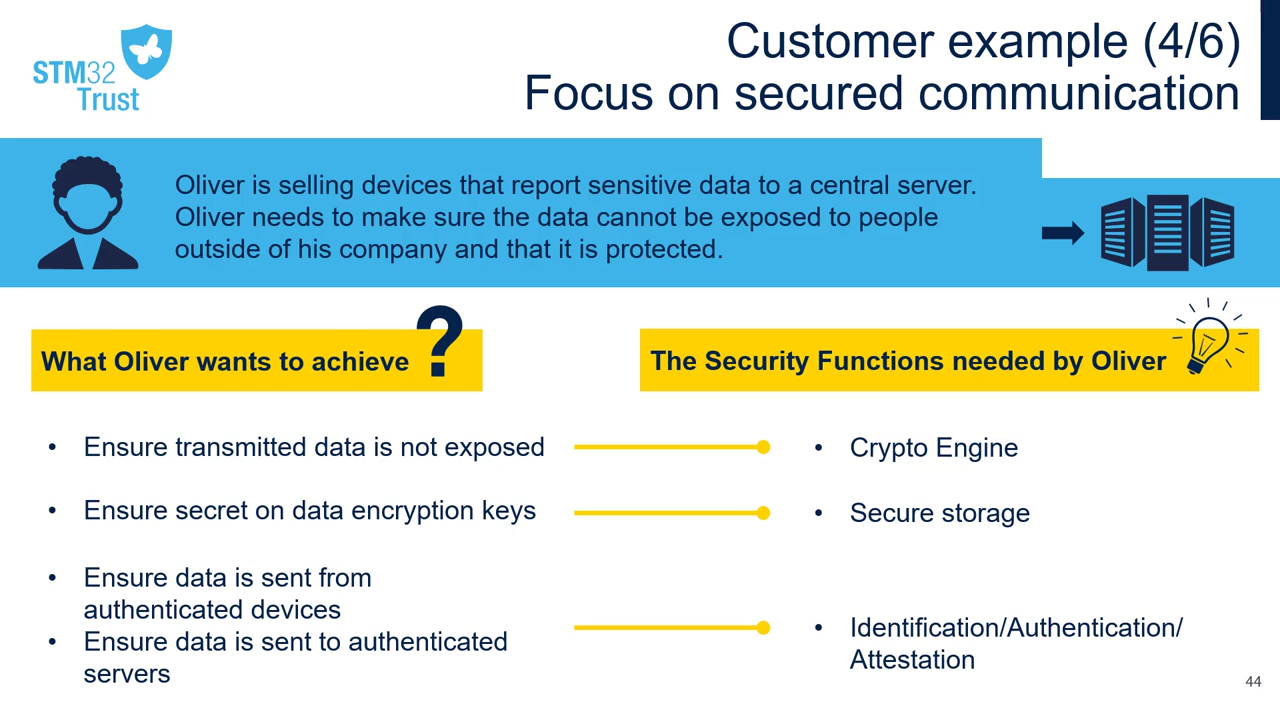 STM32
Trust
Customer example (4/6)
Focus on secured communication
Oliver is selling devices that report sensitive data to a central server.
Oliver needs to make sure the data cannot be exposed to people
outside of his company and that it is protected.
What Oliver wants to achieve
?
The Security Functions needed by Oliver
• Ensure transmitted data is not exposed
• Crypto Engine
• Ensure secret on data encryption keys
• Secure storage
• Ensure data is sent from
authenticated devices
• Ensure data is sent to authenticated
servers
• Identification/Authentication/
Attestation
44